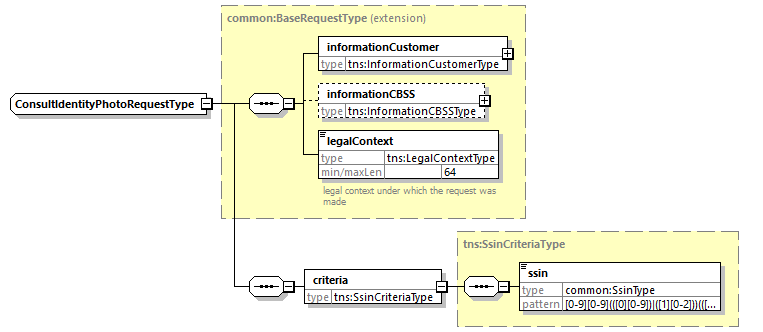 common:BaseRequestType (extension)
informationCustomer
type tns:InformationCustomerType
ConsultIdentityPhotoRequestType
informationCBSS
type tns:InformationCBSSType
legalContext
type tns:LegalContextType
min/maxLen 64
legal context under which the request was
made
tns:SsinCriteriaType
criteria
type tns:SsinCriteriaType
ssin
type common:SsinType
pattern [0-9][0-9](([0][0-9])|([1][0-2]))(([...